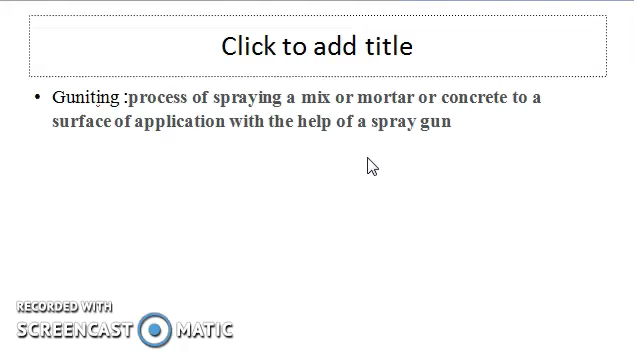 Click to add title
• Guniting :process of spraying a mix or mortar or concrete to a
surface of application with the help of a spray gun
RECORDED WITH
SCREENCAST MATIC